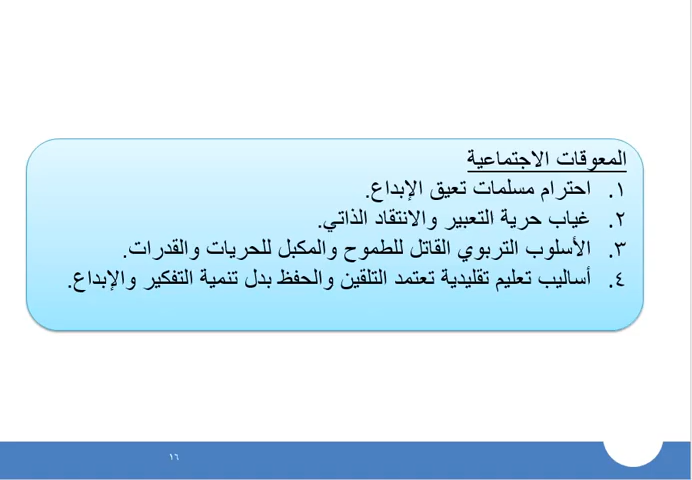 المعوقات الاجتماعية
١. احترام مسلمات تعيق الإبداع.
٢. غياب حرية التعبير والانتقاد الذاتي.
٣. الأسلوب التربوي القاتل للطموح والمكبل للحريات والقدرات.
٤. أساليب تعليم تقليدية تعتمد التلقين والحفظ بدل تنمية التفكير والإبداع.
١٦